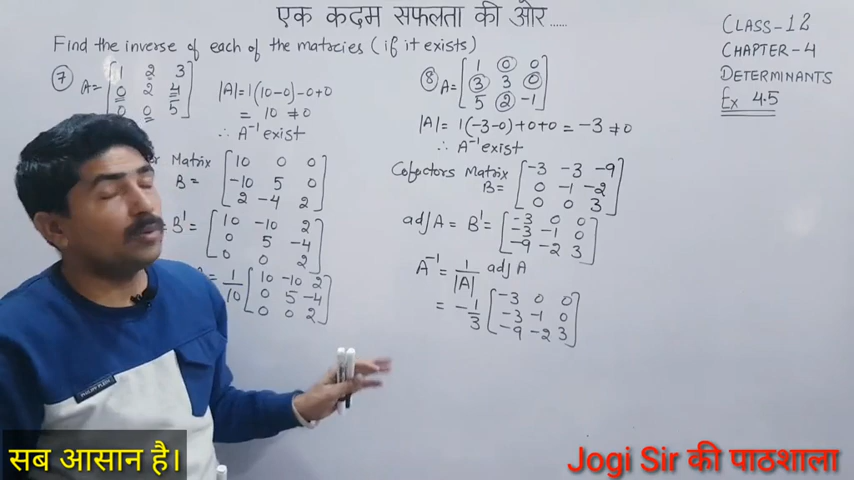 एक कदम सफलता की ओर......
Find the inverse of each of the matrcies (if it exists)
CLASS-12
CHAPTER-4
DETERMINANTS
Ex 4.5
7 A= [1 2 3
0 2 4
0 0 5]
|A|=1(10-0)-0+0
= 10 ≠0
∴ A⁻¹ exist
Matrix
B= [10 0 0
-10 5 0
2 -4 2]
B' = [10 -10 2
0 5 -4
0 0 2]
= 1/10 [10 -10 2
0 5 -4
0 0 2]
8 A= [1 0 0
3 3 0
5 2 -1]
|A|= 1(-3-0)+0+0 = -3 ≠0
∴ A⁻¹ exist
Cofectors Matrix
B= [-3 -3 -9
0 -1 -2
0 0 3]
adj A = B' = [-3 0 0
-3 -1 0
-9 -2 3]
A⁻¹ = 1/|A| adj A
= -1/3 [-3 0 0
-3 -1 0
-9 -2 3]
PHILIPP PLEIN
सब आसान है।
Jogi Sir की पाठशाला